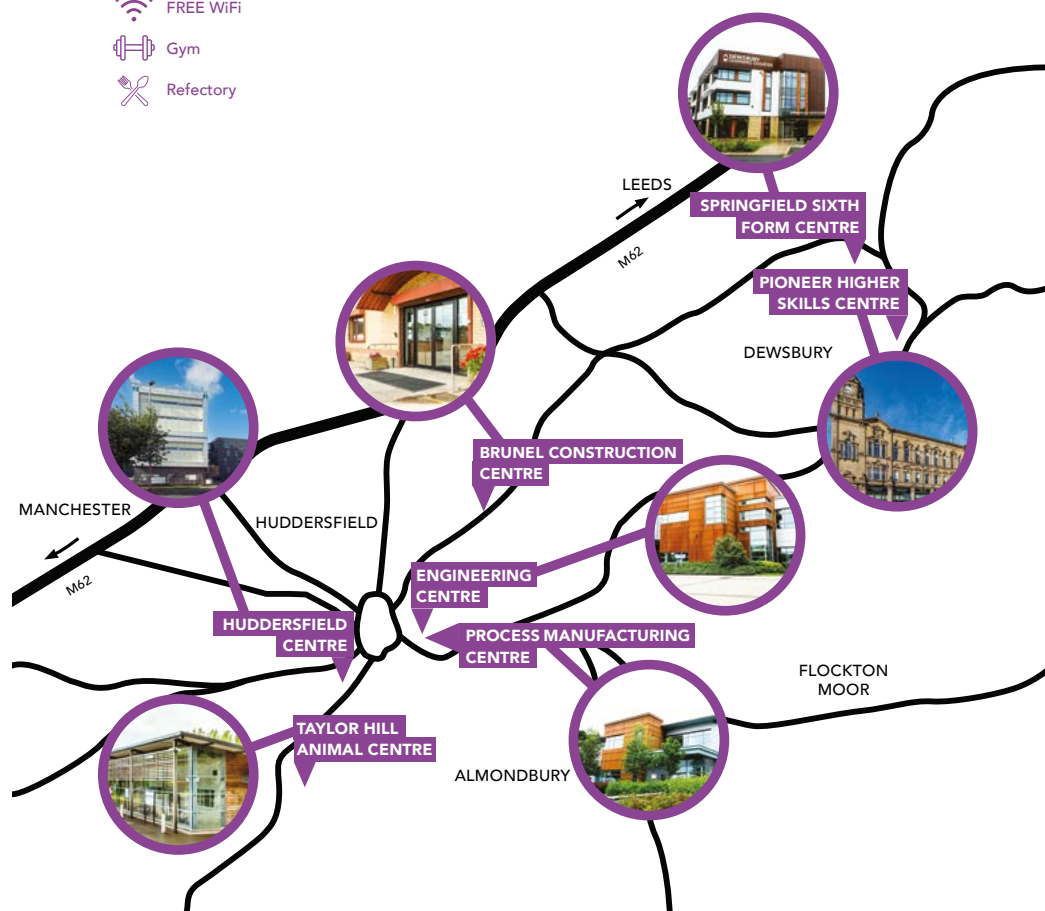 FREE WiFi
Gym
Refectory
DEWSBURY
LEEDS
SPRINGFIELD SIXTH
FORM CENTRE
M62
PIONEER HIGHER
SKILLS CENTRE
DEWSBURY
BRUNEL CONSTRUCTION
CENTRE
MANCHESTER
HUDDERSFIELD
M62
ENGINEERING
CENTRE
HUDDERSFIELD
CENTRE
PROCESS MANUFACTURING
CENTRE
FLOCKTON
MOOR
TAYLOR HILL
ANIMAL CENTRE
ALMONDBURY